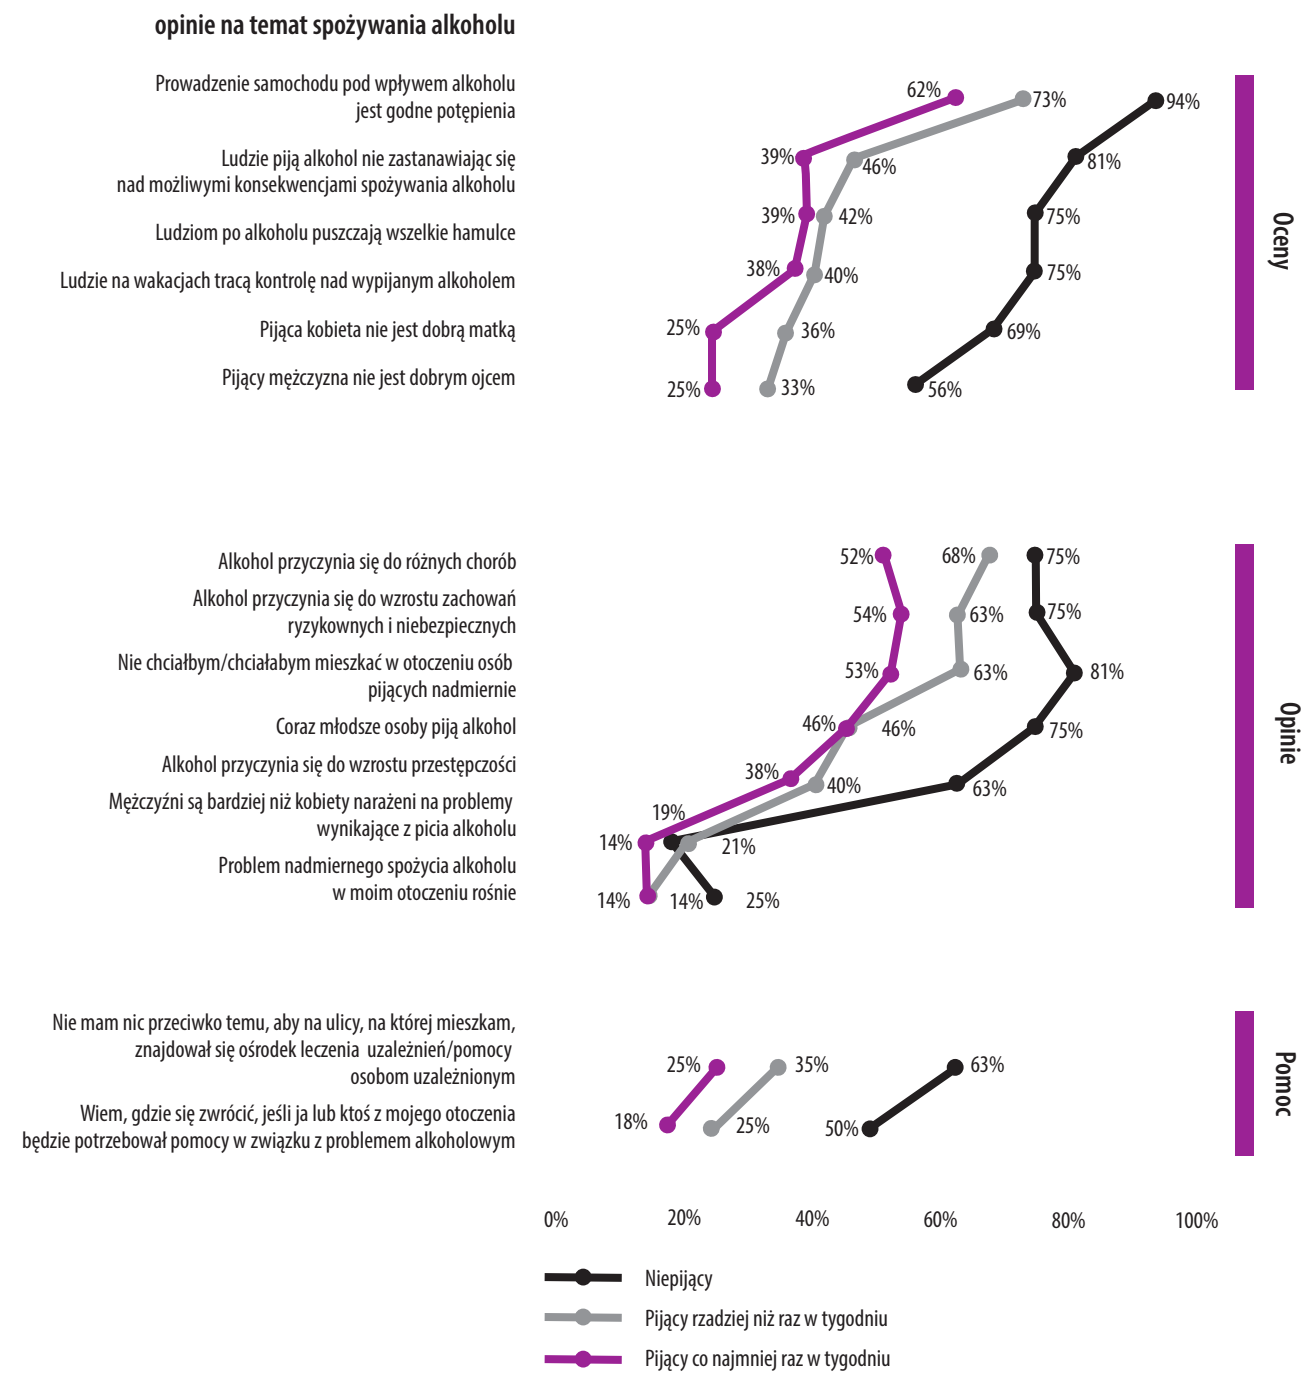 opinie na temat spożywania alkoholu
Prowadzenie samochodu pod wpływem alkoholu
jest godne potępienia
62%
73%
94%
Ludzie piją alkohol nie zastanawiając się
nad możliwymi konsekwencjami spożywania alkoholu
39%
46%
81%
Ludziom po alkoholu puszczają wszelkie hamulce
39%
42%
75%
Ludzie na wakacjach tracą kontrolę nad wypijanym alkoholem
38%
40%
75%
Pijąca kobieta nie jest dobrą matką
25%
36%
69%
Pijący mężczyzna nie jest dobrym ojcem
25%
33%
56%
Oceny
Alkohol przyczynia się do różnych chorób
52%
68%
75%
Alkohol przyczynia się do wzrostu zachowań
ryzykownych i niebezpiecznych
54%
63%
75%
Nie chciałbym/chciałabym mieszkać w otoczeniu osób
pijących nadmiernie
53%
63%
81%
Coraz młodsze osoby piją alkohol
46%
46%
75%
Alkohol przyczynia się do wzrostu przestępczości
38%
40%
63%
Mężczyźni są bardziej niż kobiety narażeni na problemy
wynikające z picia alkoholu
19%
14%
21%
Problem nadmiernego spożycia alkoholu
w moim otoczeniu rośnie
14%
14%
25%
Opinie
Nie mam nic przeciwko temu, aby na ulicy, na której mieszkam,
znajdował się ośrodek leczenia uzależnień/pomocy
osobom uzależnionym
25%
35%
63%
Wiem, gdzie się zwrócić, jeśli ja lub ktoś z mojego otoczenia
będzie potrzebował pomocy w związku z problemem alkoholowym
18%
25%
50%
Pomoc
0%
20%
40%
60%
80%
100%
Niepijący
Pijący rzadziej niż raz w tygodniu
Pijący co najmniej raz w tygodniu